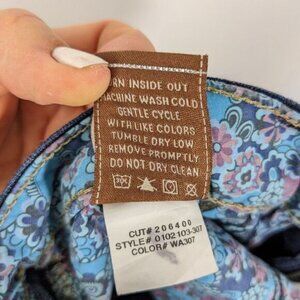 RN INSIDE OUT
ACHINE WASH COLD
GENTLE CYCLE
WITH LIKE COLORS
TUMBLE DRY LOW
REMOVE PROMPTLY
DO NOT DRY CLEAN
CUT# 206400
STYLE# 0102103-307
COLOR# WA307